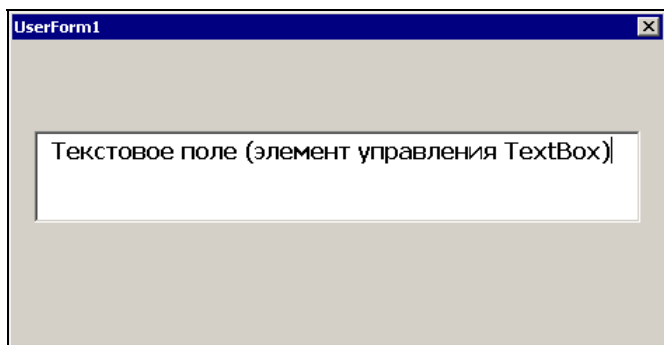 UserForm1
Текстовое поле (элемент управления TextBox)